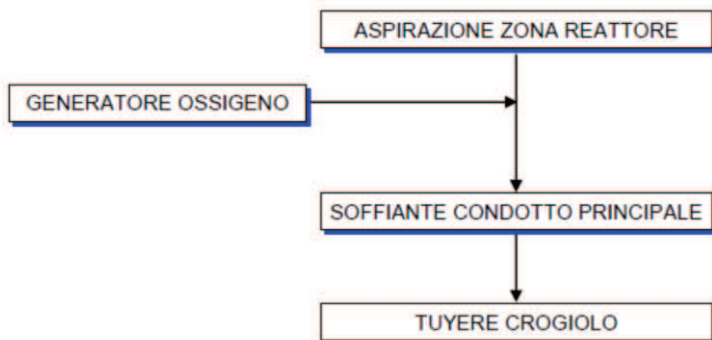 ASPIRAZIONE ZONA REATTORE
GENERATORE OSSIGENO
SOFFIANTE CONDOTTO PRINCIPALE
TUYERE CROGIOLO